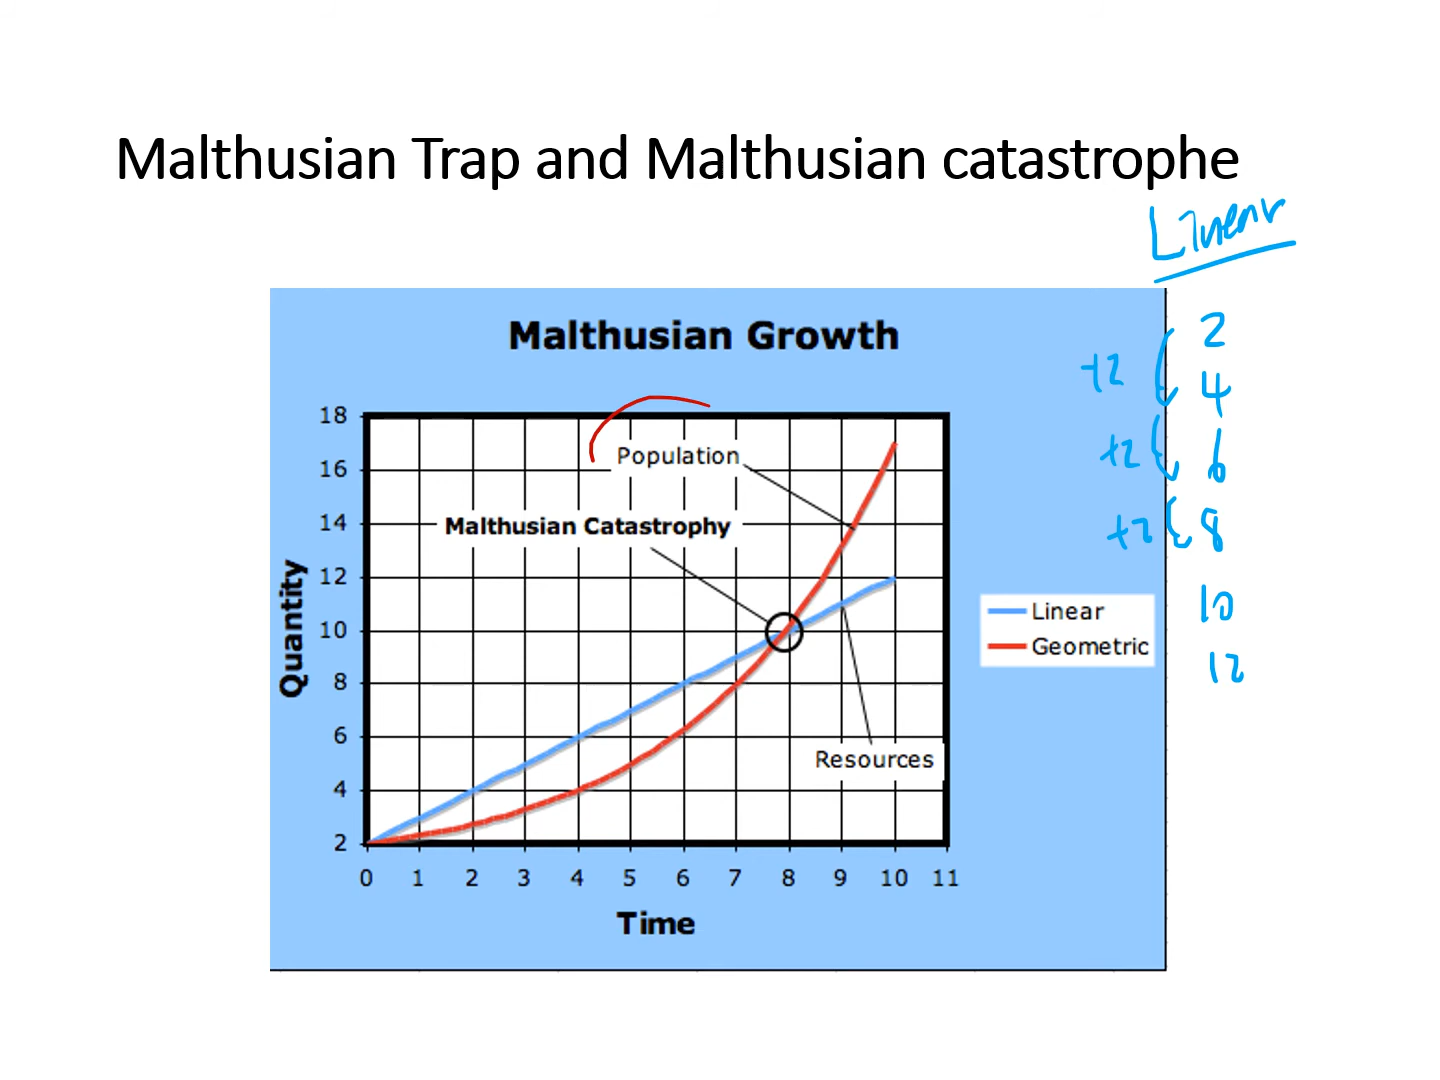 Malthusian Trap and Malthusian catastrophe
Linear
Malthusian Growth
2
+2
4
+2
6
+2
8
10
12
18
16
14
12
10
8
6
4
2
Quantity
Population
Malthusian Catastrophy
Resources
Linear
Geometric
0 1 2 3 4 5 6 7 8 9 10 11
Time